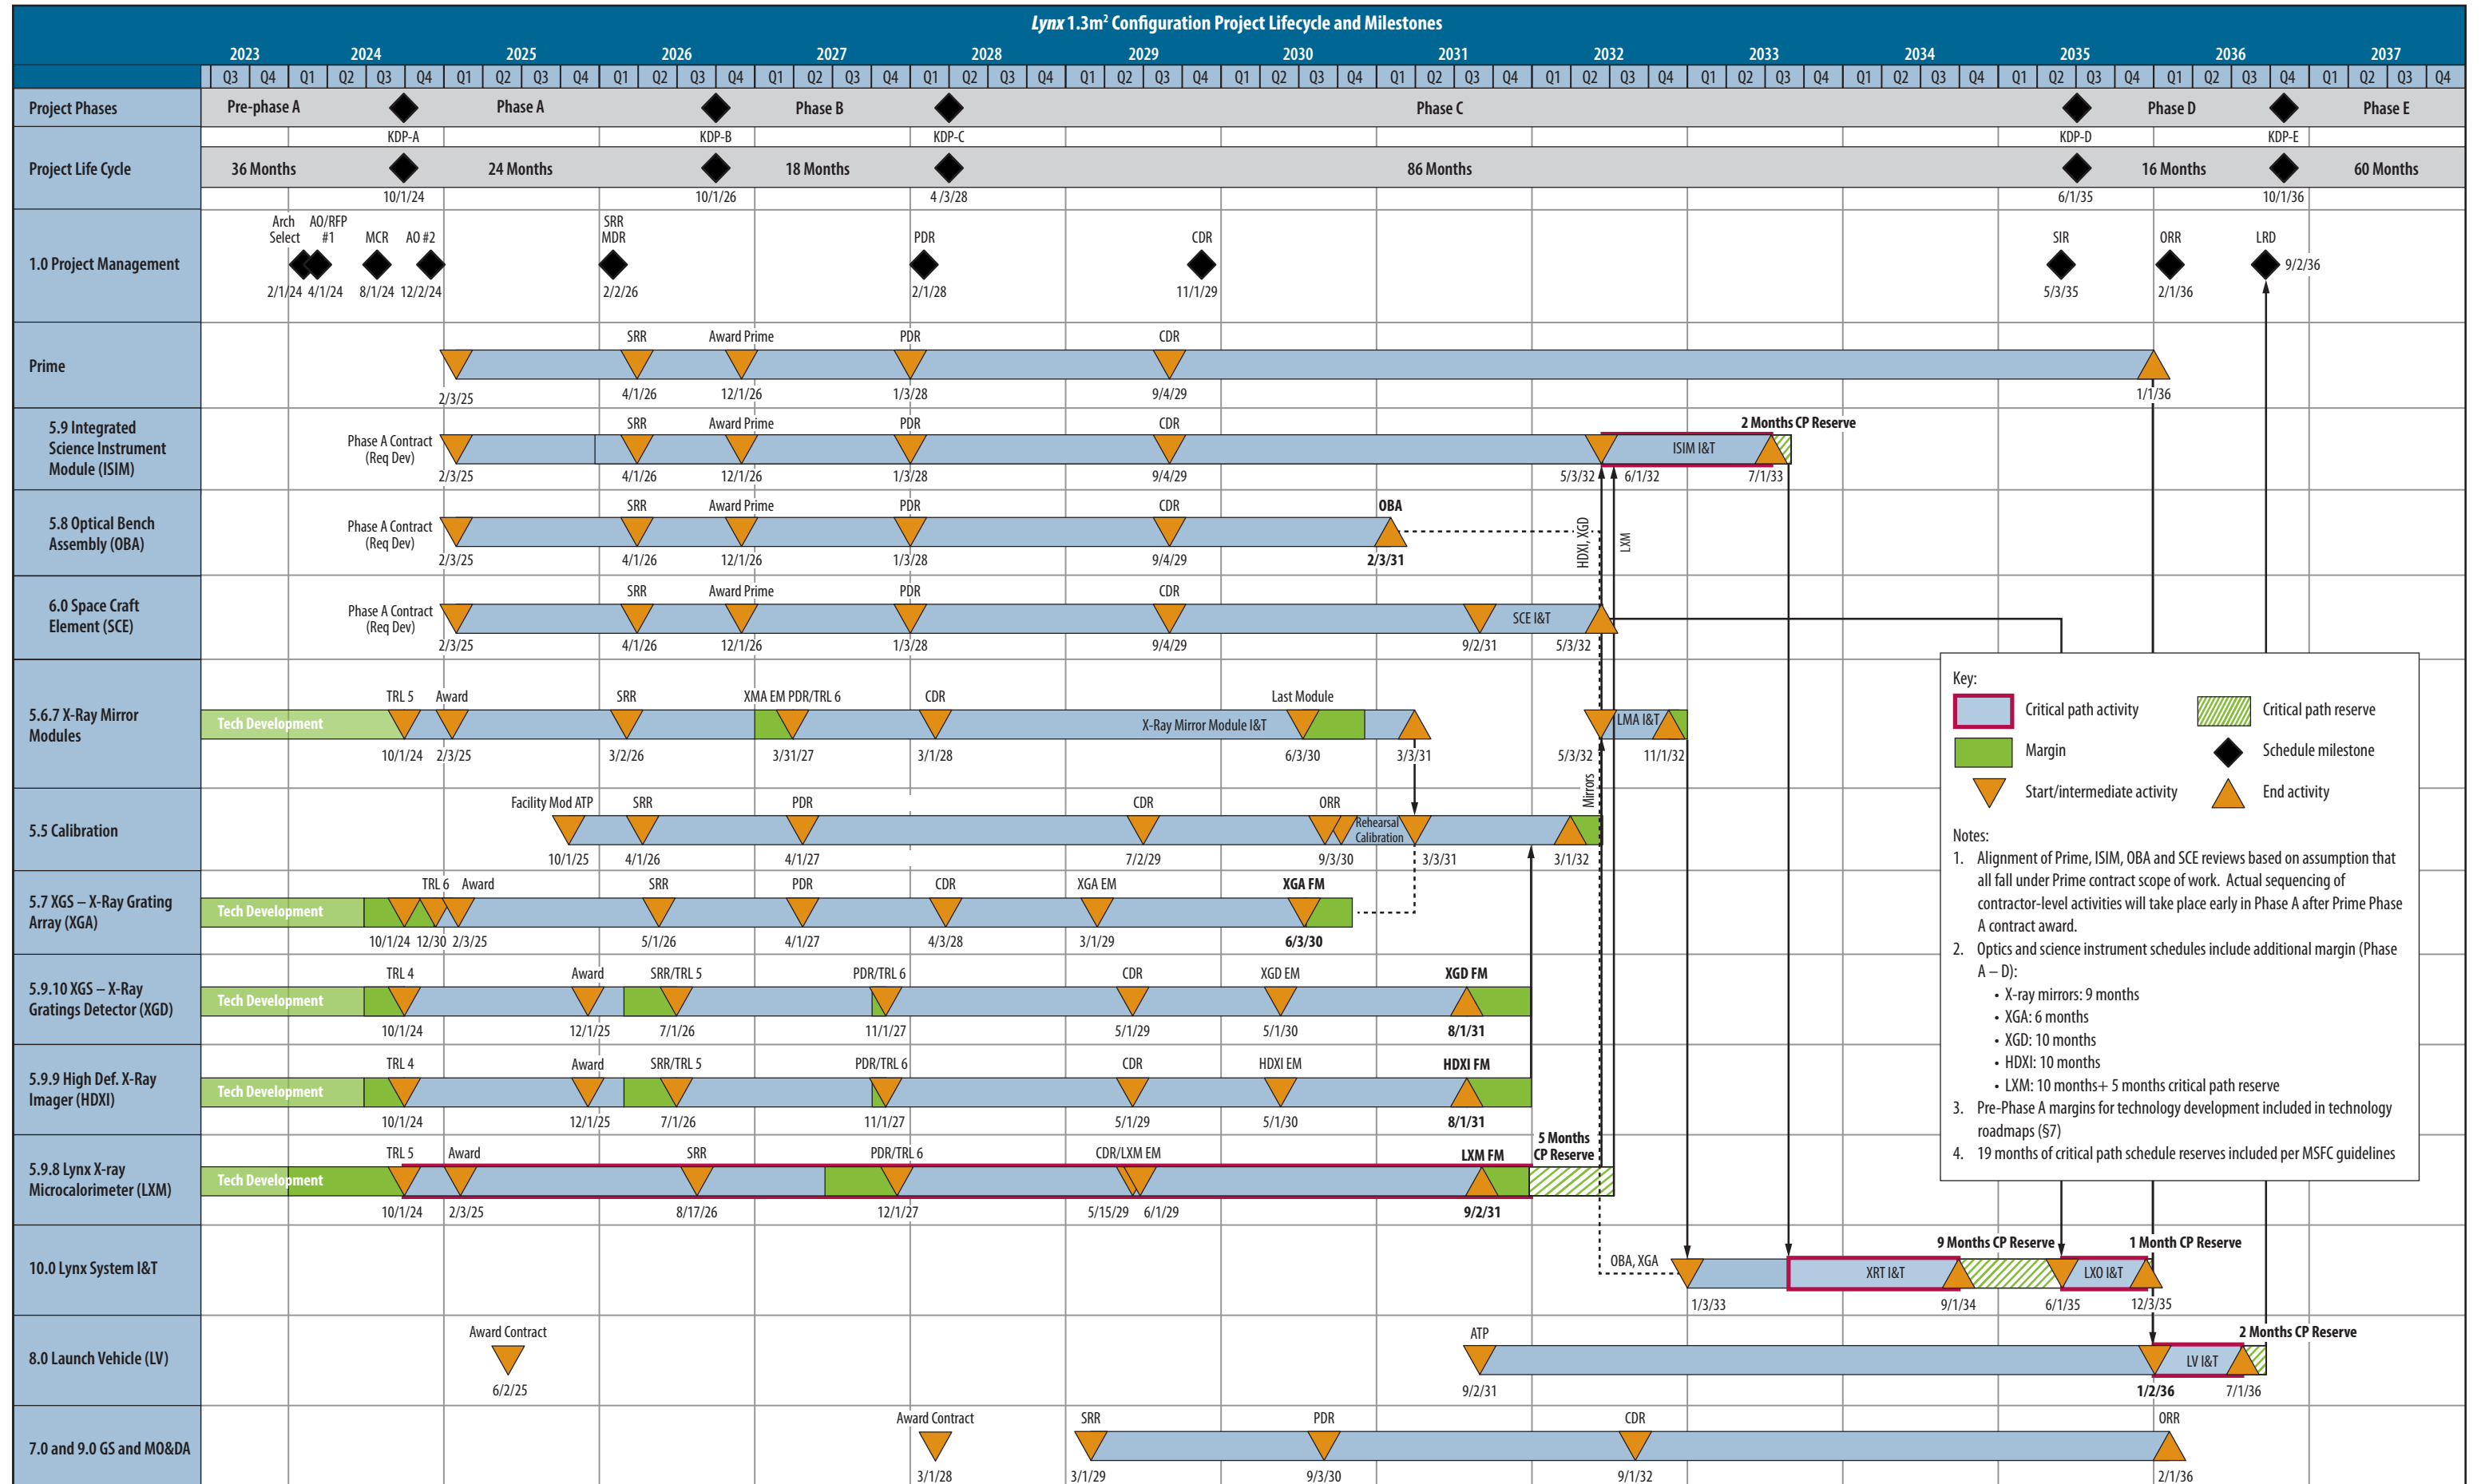 Lynx 1.3m² Configuration Project Lifecycle and Milestones
2023 2024 2025 2026 2027 2028 2029 2030 2031 2032 2033 2034 2035 2036 2037
Q3 Q4 Q1 Q2 Q3 Q4 Q1 Q2 Q3 Q4 Q1 Q2 Q3 Q4 Q1 Q2 Q3 Q4 Q1 Q2 Q3 Q4 Q1 Q2 Q3 Q4 Q1 Q2 Q3 Q4 Q1 Q2 Q3 Q4 Q1 Q2 Q3 Q4 Q1 Q2 Q3 Q4 Q1 Q2 Q3 Q4 Q1 Q2 Q3 Q4 Q1 Q2 Q3 Q4 Q1 Q2 Q3 Q4
Project Phases
Pre-phase A Phase A Phase B Phase C Phase D Phase E
KDP-A KDP-B KDP-C KDP-D KDP-E
Project Life Cycle
36 Months 24 Months 18 Months 86 Months 16 Months 60 Months
10/1/24 10/1/26 4/3/28 6/1/35 10/1/36
1.0 Project Management
Arch AO/RFP SRR
Select #1 MCR AO #2 MDR PDR CDR SIR ORR LRD
9/2/36
2/1/24 4/1/24 8/1/24 12/2/24 2/2/26 2/1/28 11/1/29 5/3/35 2/1/36
Prime
SRR Award Prime PDR CDR
2/3/25 4/1/26 12/1/26 1/3/28 9/4/29 1/1/36
5.9 Integrated
Science Instrument
Module (ISIM)
SRR Award Prime PDR CDR 2 Months CP Reserve
Phase A Contract
(Req Dev)
ISIM I&T
2/3/25 4/1/26 12/1/26 1/3/28 9/4/29 5/3/32 6/1/32 7/1/33
5.8 Optical Bench
Assembly (OBA)
SRR Award Prime PDR CDR OBA
Phase A Contract
(Req Dev)
HDXI, XGD
LXM
2/3/25 4/1/26 12/1/26 1/3/28 9/4/29 2/3/31
6.0 Space Craft
Element (SCE)
SRR Award Prime PDR CDR
Phase A Contract
(Req Dev)
SCE I&T
2/3/25 4/1/26 12/1/26 1/3/28 9/4/29 9/2/31 5/3/32
5.6.7 X-Ray Mirror
Modules
TRL 5 Award SRR XMA EM PDR/TRL 6 CDR Last Module
Tech Development X-Ray Mirror Module I&T LMA I&T
10/1/24 2/3/25 3/2/26 3/31/27 3/1/28 6/3/30 3/3/31 5/3/32 11/1/32
Mirrors
5.5 Calibration
Facility Mod ATP SRR PDR CDR ORR
Rehearsal
Calibration
10/1/25 4/1/26 4/1/27 7/2/29 9/3/30 3/3/31 3/1/32
5.7 XGS – X-Ray Grating
Array (XGA)
TRL 6 Award SRR PDR CDR XGA EM XGA FM
Tech Development
10/1/24 12/30 2/3/25 5/1/26 4/1/27 4/3/28 3/1/29 6/3/30
5.9.10 XGS – X-Ray
Gratings Detector (XGD)
TRL 4 Award SRR/TRL 5 PDR/TRL 6 CDR XGD EM XGD FM
Tech Development
10/1/24 12/1/25 7/1/26 11/1/27 5/1/29 5/1/30 8/1/31
5.9.9 High Def. X-Ray
Imager (HDXI)
TRL 4 Award SRR/TRL 5 PDR/TRL 6 CDR HDXI EM HDXI FM
Tech Development
10/1/24 12/1/25 7/1/26 11/1/27 5/1/29 5/1/30 8/1/31
5.9.8 Lynx X-ray
Microcalorimeter (LXM)
TRL 5 Award SRR PDR/TRL 6 CDR/LXM EM LXM FM
5 Months
CP Reserve
Tech Development
10/1/24 2/3/25 8/17/26 12/1/27 5/15/29 6/1/29 9/2/31
10.0 Lynx System I&T
9 Months CP Reserve 1 Month CP Reserve
OBA, XGA
XRT I&T LXO I&T
1/3/33 9/1/34 6/1/35 12/3/35
8.0 Launch Vehicle (LV)
Award Contract ATP 2 Months CP Reserve
LV I&T
6/2/25 9/2/31 1/2/36 7/1/36
7.0 and 9.0 GS and MO&DA
Award Contract SRR PDR CDR ORR
3/1/28 3/1/29 9/3/30 9/1/32 2/1/36
Key:
Critical path activity Critical path reserve
Margin Schedule milestone
Start/intermediate activity End activity
Notes:
1. Alignment of Prime, ISIM, OBA and SCE reviews based on assumption that
all fall under Prime contract scope of work. Actual sequencing of
contractor-level activities will take place early in Phase A after Prime Phase
A contract award.
2. Optics and science instrument schedules include additional margin (Phase
A – D):
• X-ray mirrors: 9 months
• XGA: 6 months
• XGD: 10 months
• HDXI: 10 months
• LXM: 10 months+ 5 months critical path reserve
3. Pre-Phase A margins for technology development included in technology
roadmaps (§7)
4. 19 months of critical path schedule reserves included per MSFC guidelines